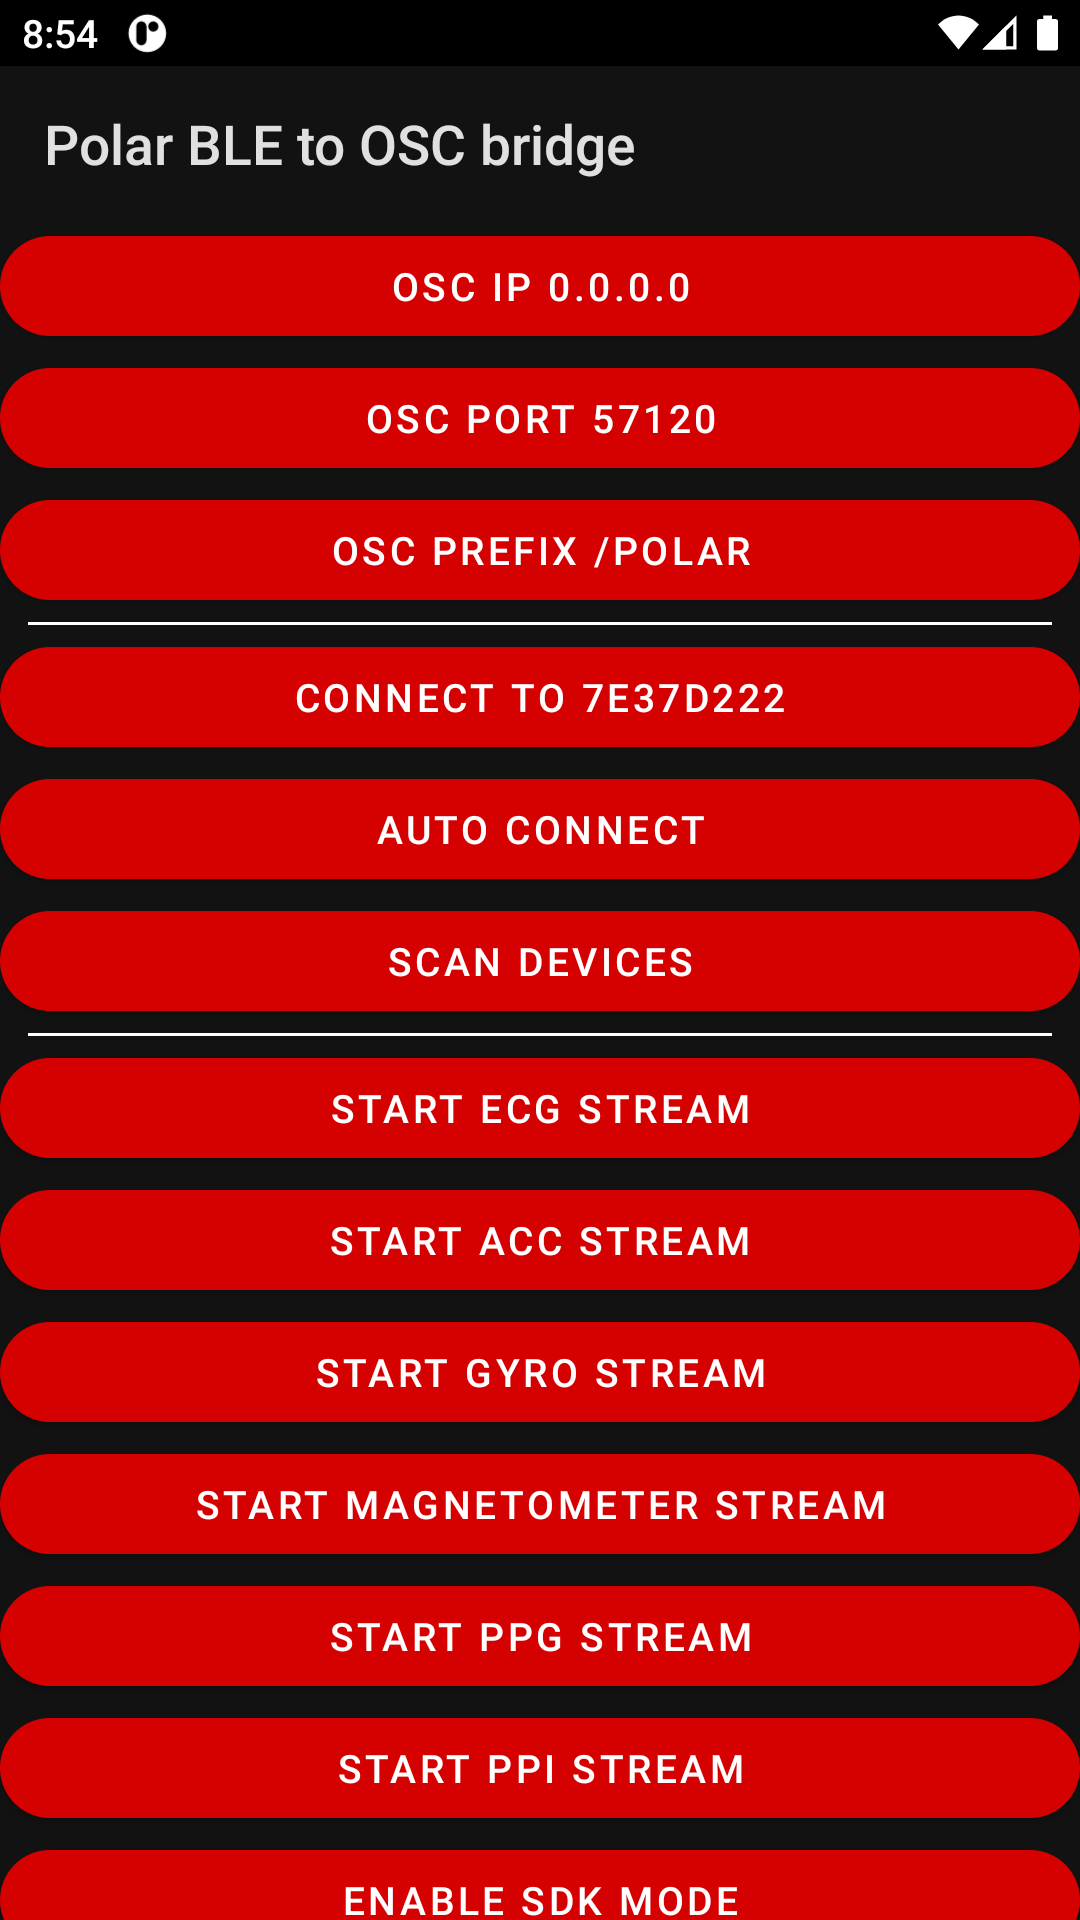 8:54
Polar BLE to OSC bridge
OSC IP 0.0.0.0
OSC PORT 57120
OSC PREFIX /POLAR
CONNECT TO 7E37D222
AUTO CONNECT
SCAN DEVICES
START ECG STREAM
START ACC STREAM
START GYRO STREAM
START MAGNETOMETER STREAM
START PPG STREAM
START PPI STREAM
ENABLE SDK MODE